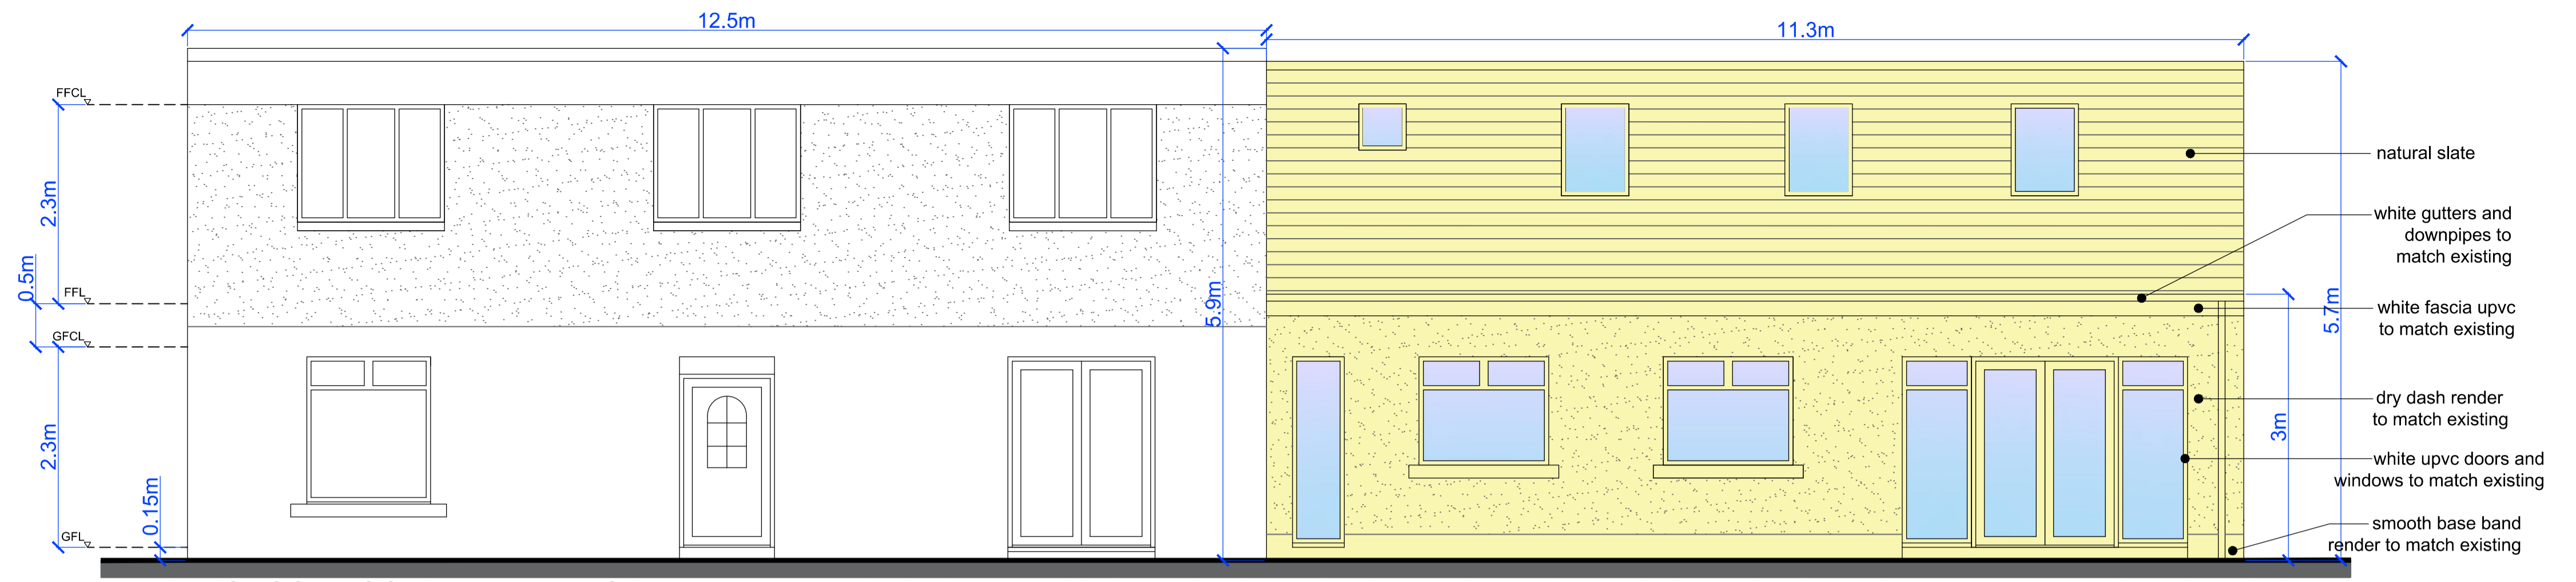 12.5m
11.3m
FFCL
2.3m
0.5m
FFL
GFCL
2.3m
0.15m
GFL
5.9m
5.7m
3m
natural slate
white gutters and
downpipes to
match existing
white fascia upvc
to match existing
dry dash render
to match existing
white upvc doors and
windows to match existing
smooth base band
render to match existing